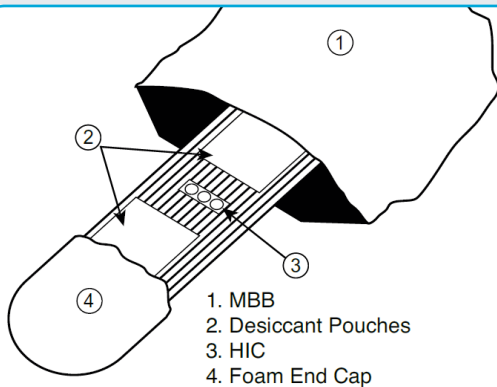 ①
②
③
④
1. MBB
2. Desiccant Pouches
3. HIC
4. Foam End Cap